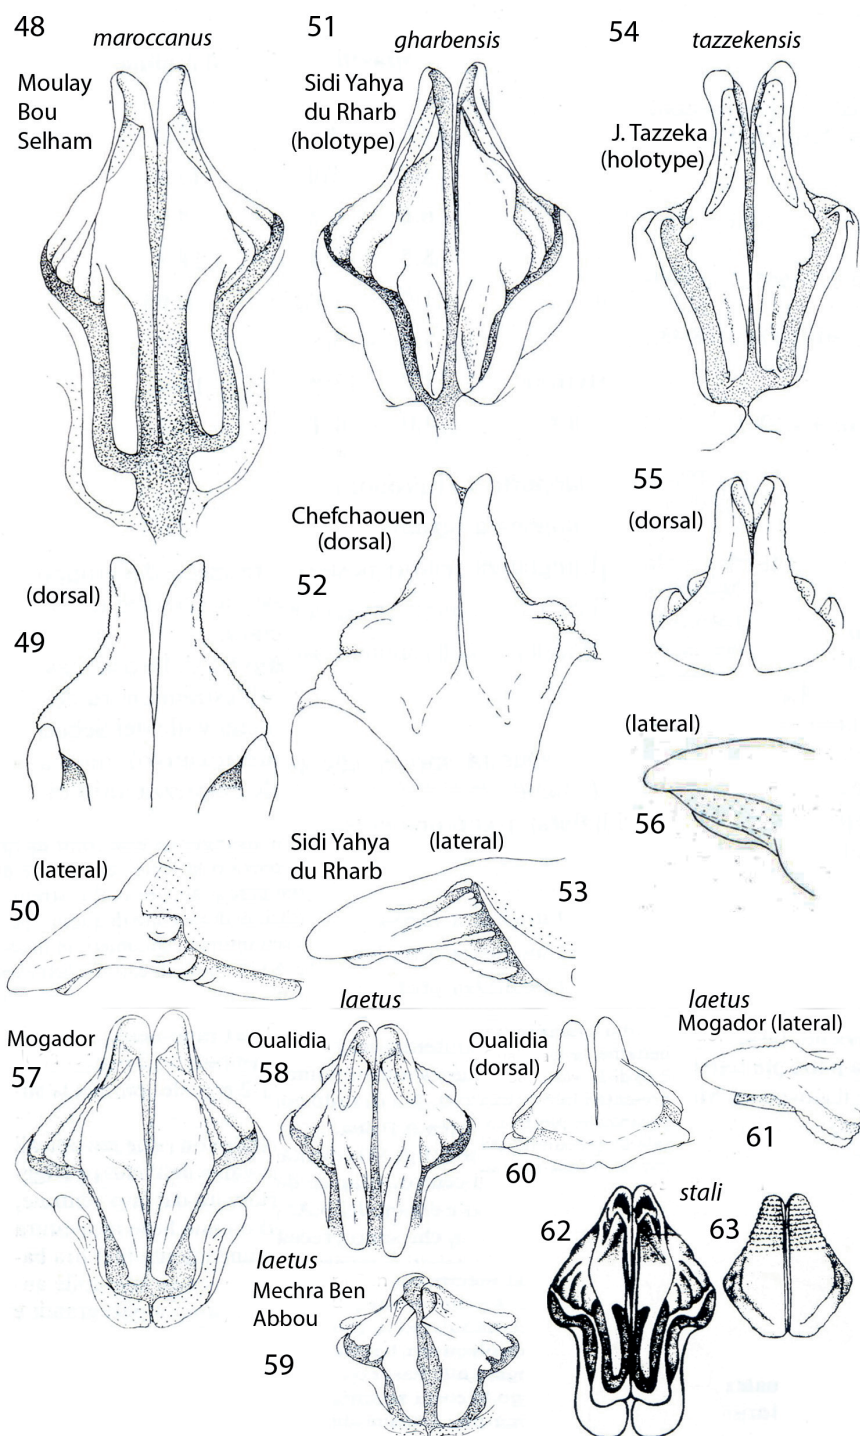 48
maroccanus
Moulay
Bou
Selham
51
gharbensis
Sidi Yahya
du Rharb
(holotype)
54
tazzekensis
J. Tazzeka
(holotype)
(dorsal)
49
Chefchaouen
(dorsal)
52
55
(dorsal)
(lateral)
56
(lateral)
50
Sidi Yahya
du Rharb
(lateral)
53
laetus
Mogador
57
Oualidia
58
Oualidia
(dorsal)
60
laetus
Mogador (lateral)
61
laetus
Mechra Ben
Abbou
59
stali
62
63